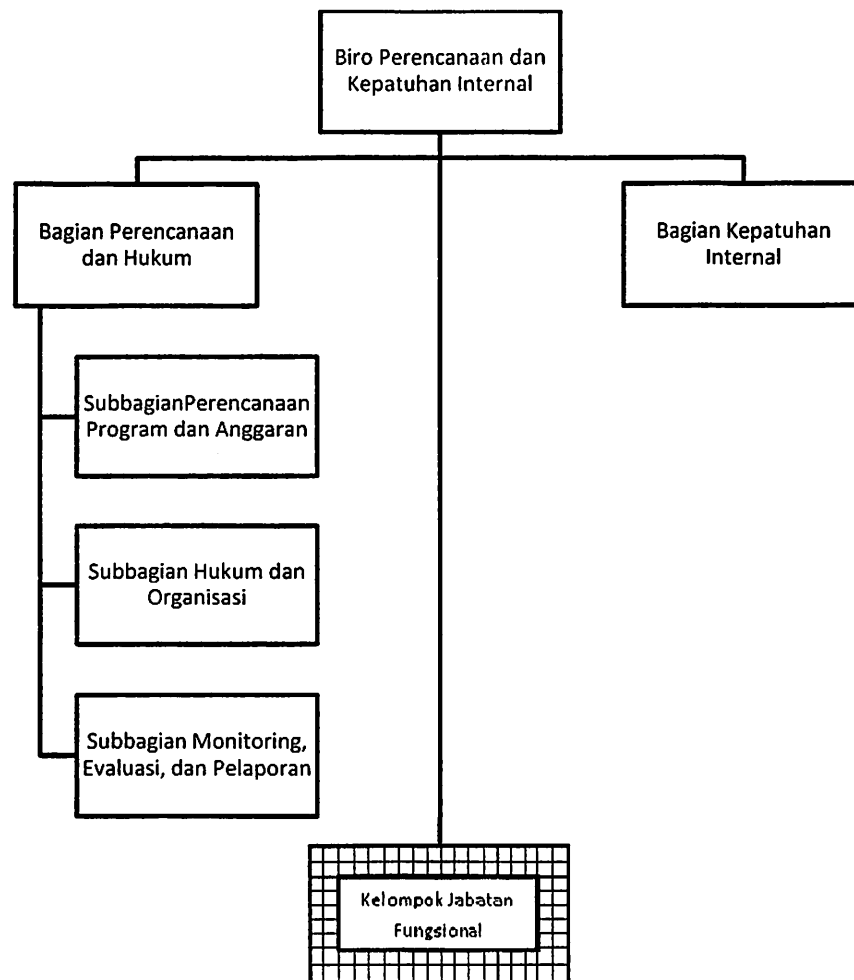 Biro Perencanaan dan
Kepatuhan Internal
Bagian Perencanaan
dan Hukum
Bagian Kepatuhan
Internal
SubbagianPerencanaan
Program dan Anggaran
Subbagian Hukum dan
Organisasi
Subbagian Monitoring,
Evaluasi, dan Pelaporan
Kelompok Jabatan
Fungsional